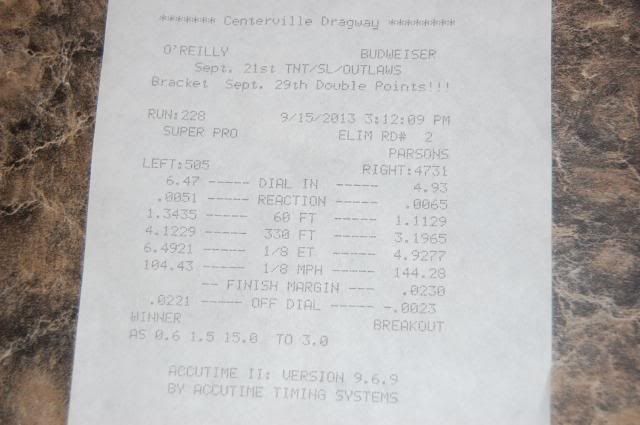 ******* Centerville Dragway ********
O'REILLY BUDWEISER
Sept. 21st TNT/SL/OUTLAWS
Bracket Sept. 29th Double Points!!!
RUN:228 9/15/2013 3:12:09 PM
SUPER PRO ELIM RD# 2
PARSONS
LEFT:505 RIGHT:4731
6.47 ----- DIAL IN ----- 4.93
.0051 ----- REACTION ----- .0065
1.3435 ----- 60 FT ----- 1.1129
4.1229 ----- 330 FT ----- 3.1965
6.4921 ----- 1/8 ET ----- 4.9277
104.43 ----- 1/8 MPH ----- 144.28
-- FINISH MARGIN --- .0230
.0221 ----- OFF DIAL ----- -.0023
WINNER BREAKOUT
AS 0.6 1.5 15.0 TO 3.0
ACCUTIME II: VERSION 9.6.9
BY ACCUTIME TIMING SYSTEMS